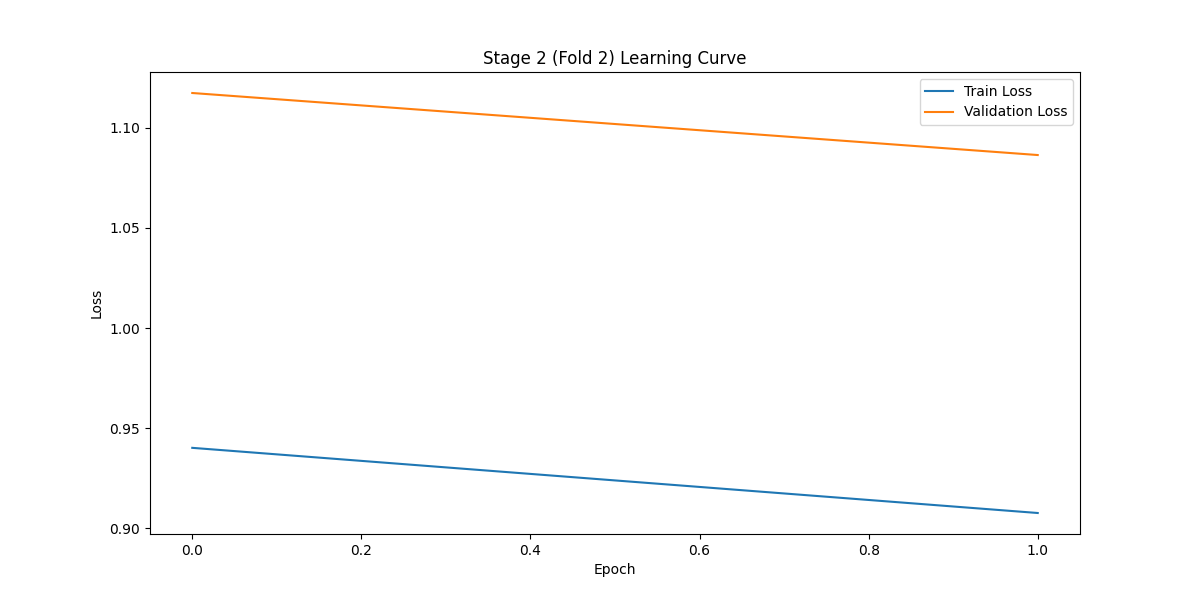 Stage 2 (Fold 2) Learning Curve
Train Loss
Validation Loss
1.10
1.05
1.00
0.95
0.90
Loss
0.0 0.2 0.4 0.6 0.8 1.0
Epoch